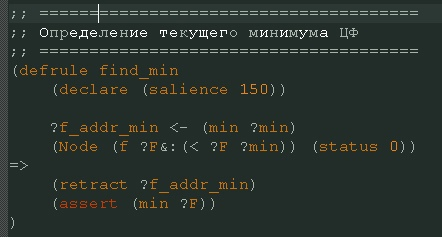 ;; ======================================
;; Определение текущего минимума ЦФ
;; ======================================
(defrule find_min
    (declare (salience 150))
    ?f_addr_min <- (min ?min)
    (Node (f ?F&:(< ?F ?min)) (status 0))
=>
    (retract ?f_addr_min)
    (assert (min ?F))
)